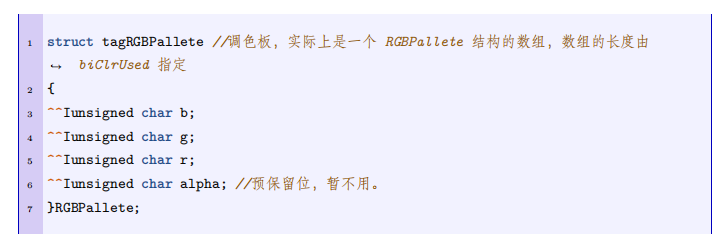 1 struct tagRGBPallete //调色板，实际上是一个 RGBPallete 结构的数组，数组的长度由
↪ biClrUsed 指定
2 {
3 ^^Iunsigned char b;
4 ^^Iunsigned char g;
5 ^^Iunsigned char r;
6 ^^Iunsigned char alpha; //预保留位，暂不用。
7 }RGBPallete;